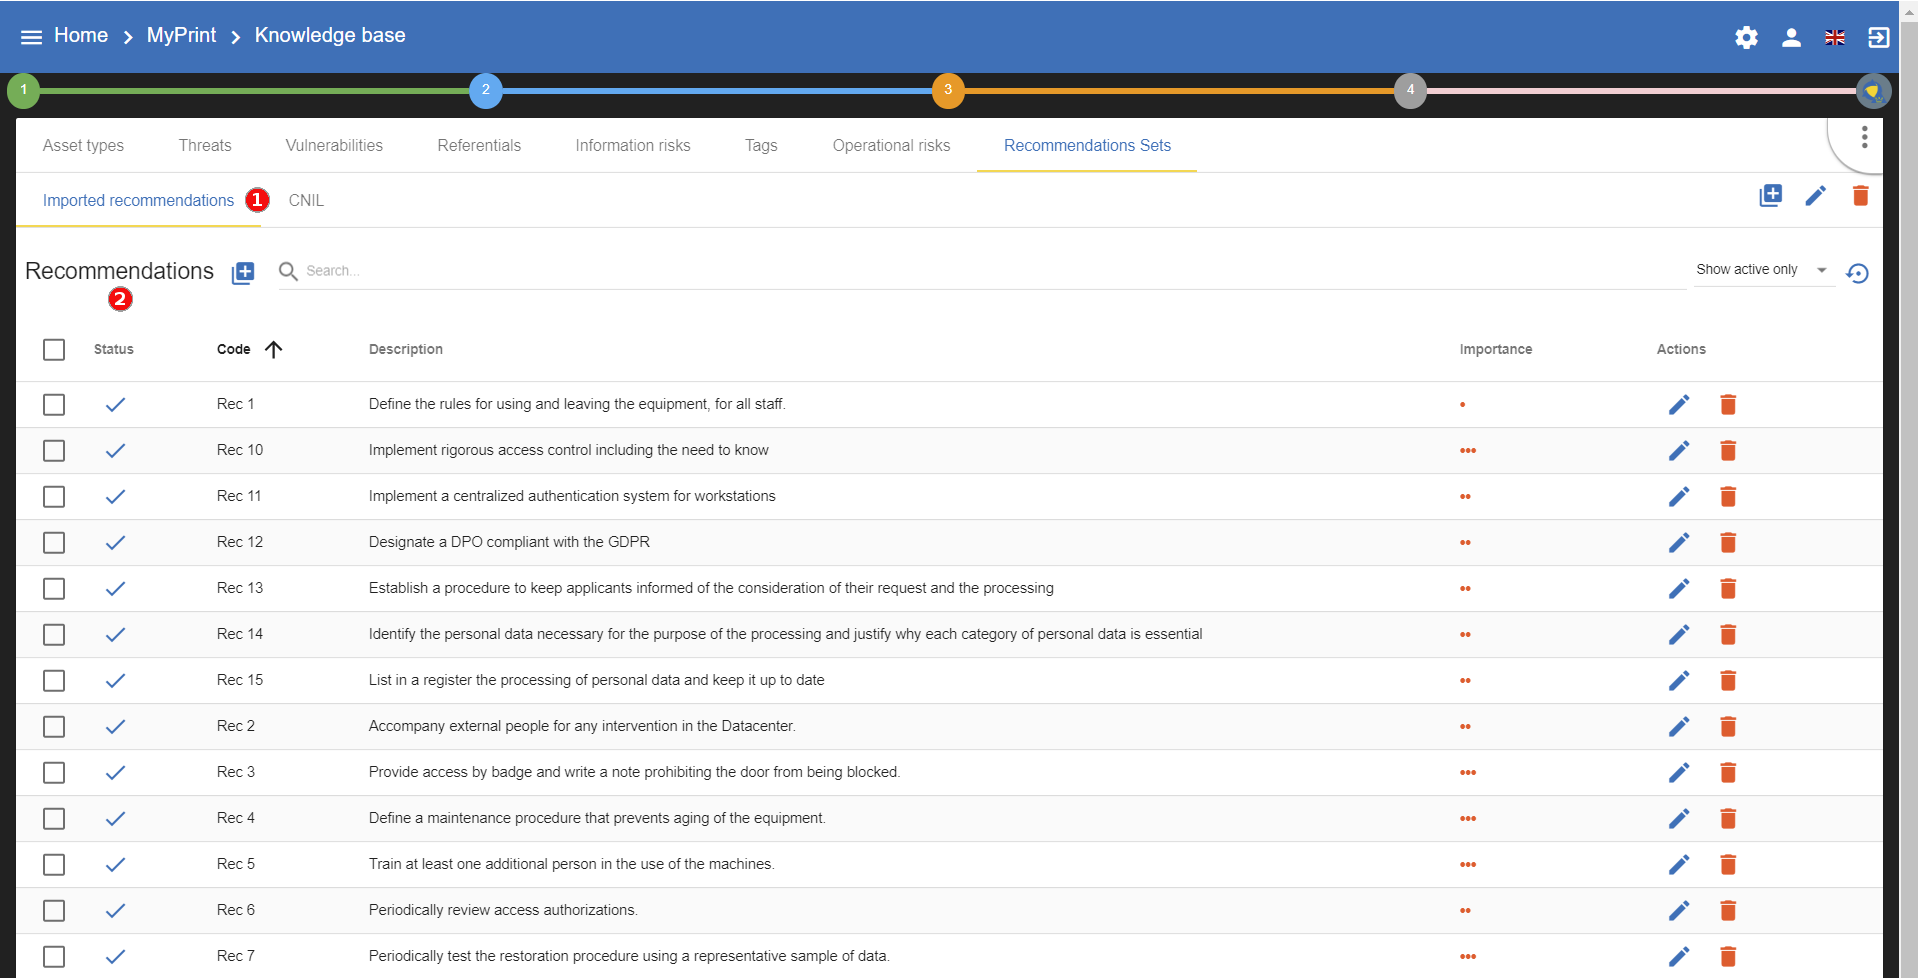 Home > MyPrint > Knowledge base
1 2 3 4
Asset types Threats Vulnerabilities Referentials Information risks Tags Operational risks Recommendations Sets
Imported recommendations 1 CNIL
Recommendations Search... Show active only
2
Status Code Description Importance Actions
Rec 1 Define the rules for using and leaving the equipment, for all staff. •
Rec 10 Implement rigorous access control including the need to know •••
Rec 11 Implement a centralized authentication system for workstations ••
Rec 12 Designate a DPO compliant with the GDPR ••
Rec 13 Establish a procedure to keep applicants informed of the consideration of their request and the processing ••
Rec 14 Identify the personal data necessary for the purpose of the processing and justify why each category of personal data is essential ••
Rec 15 List in a register the processing of personal data and keep it up to date ••
Rec 2 Accompany external people for any intervention in the Datacenter. ••
Rec 3 Provide access by badge and write a note prohibiting the door from being blocked. •••
Rec 4 Define a maintenance procedure that prevents aging of the equipment. •••
Rec 5 Train at least one additional person in the use of the machines. •••
Rec 6 Periodically review access authorizations. ••
Rec 7 Periodically test the restoration procedure using a representative sample of data. •••